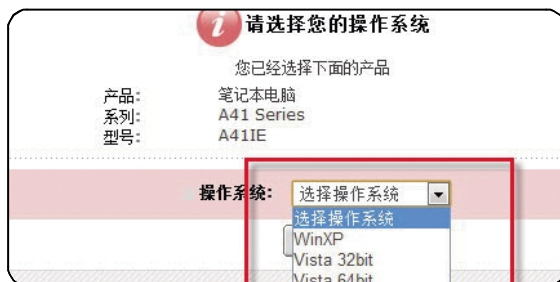 请选择您的操作系统
您已经选择下面的产品
产品: 笔记本电脑
系列: A41 Series
型号: A41IE
操作系统: 选择操作系统
选择操作系统
WinXP
Vista 32bit
Vista 64bit